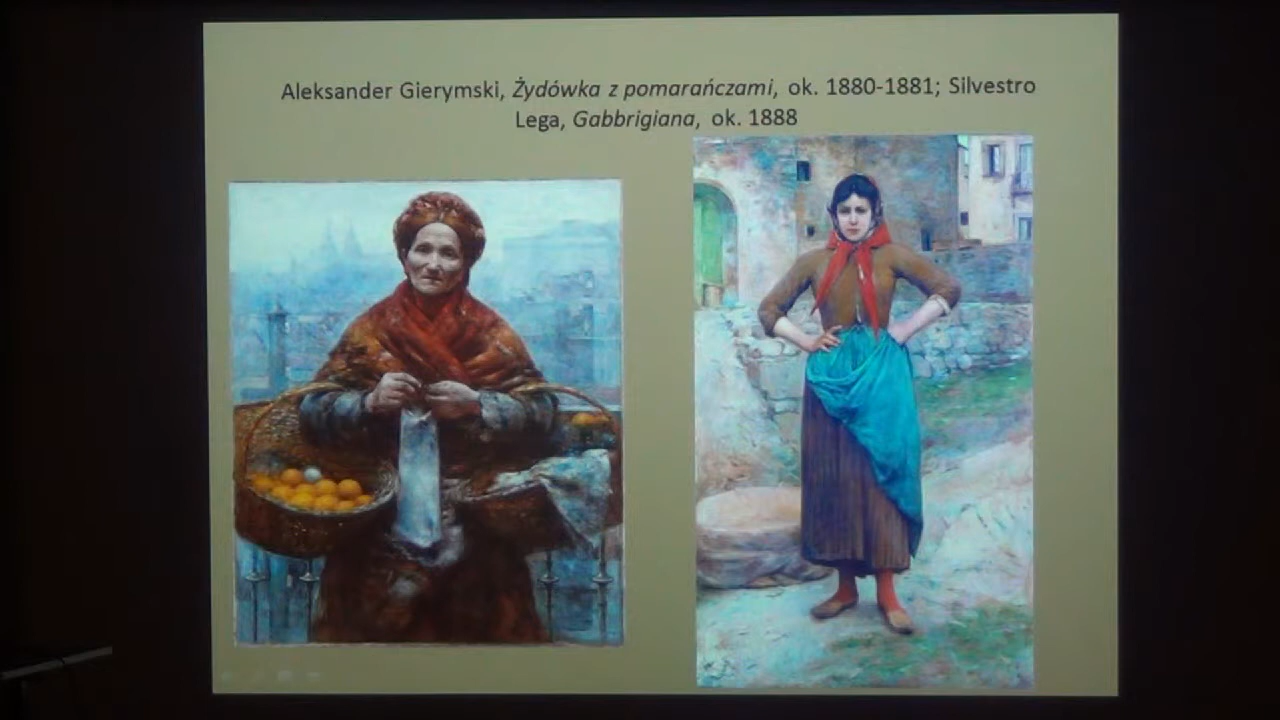 Aleksander Gierymski, Żydówka z pomarańczami, ok. 1880-1881; Silvestro
Lega, Gabbrigiana, ok. 1888